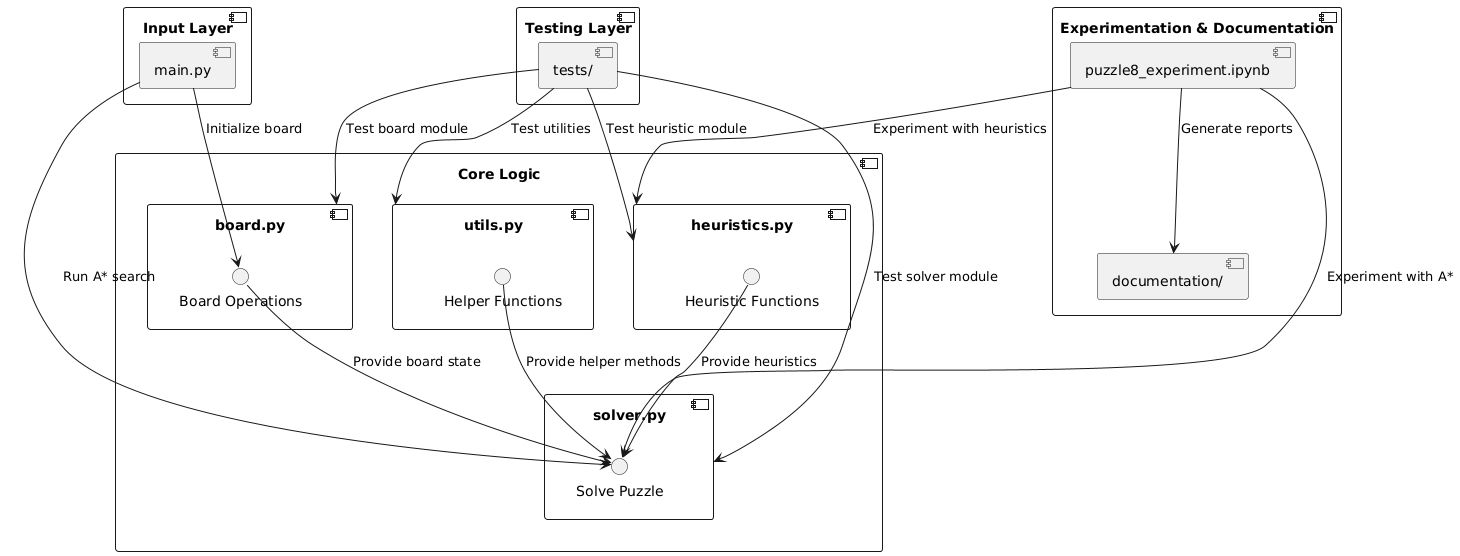 Input Layer
Testing Layer
Experimentation & Documentation
main.py
tests/
puzzle8_experiment.ipynb
Initialize board
Test board module
Test utilities
Test heuristic module
Experiment with heuristics
Generate reports
Core Logic
board.py
utils.py
heuristics.py
Run A* search
Test solver module
documentation/
Experiment with A*
Board Operations
Helper Functions
Heuristic Functions
Provide board state
Provide helper methods
Provide heuristics
solver.py
Solve Puzzle